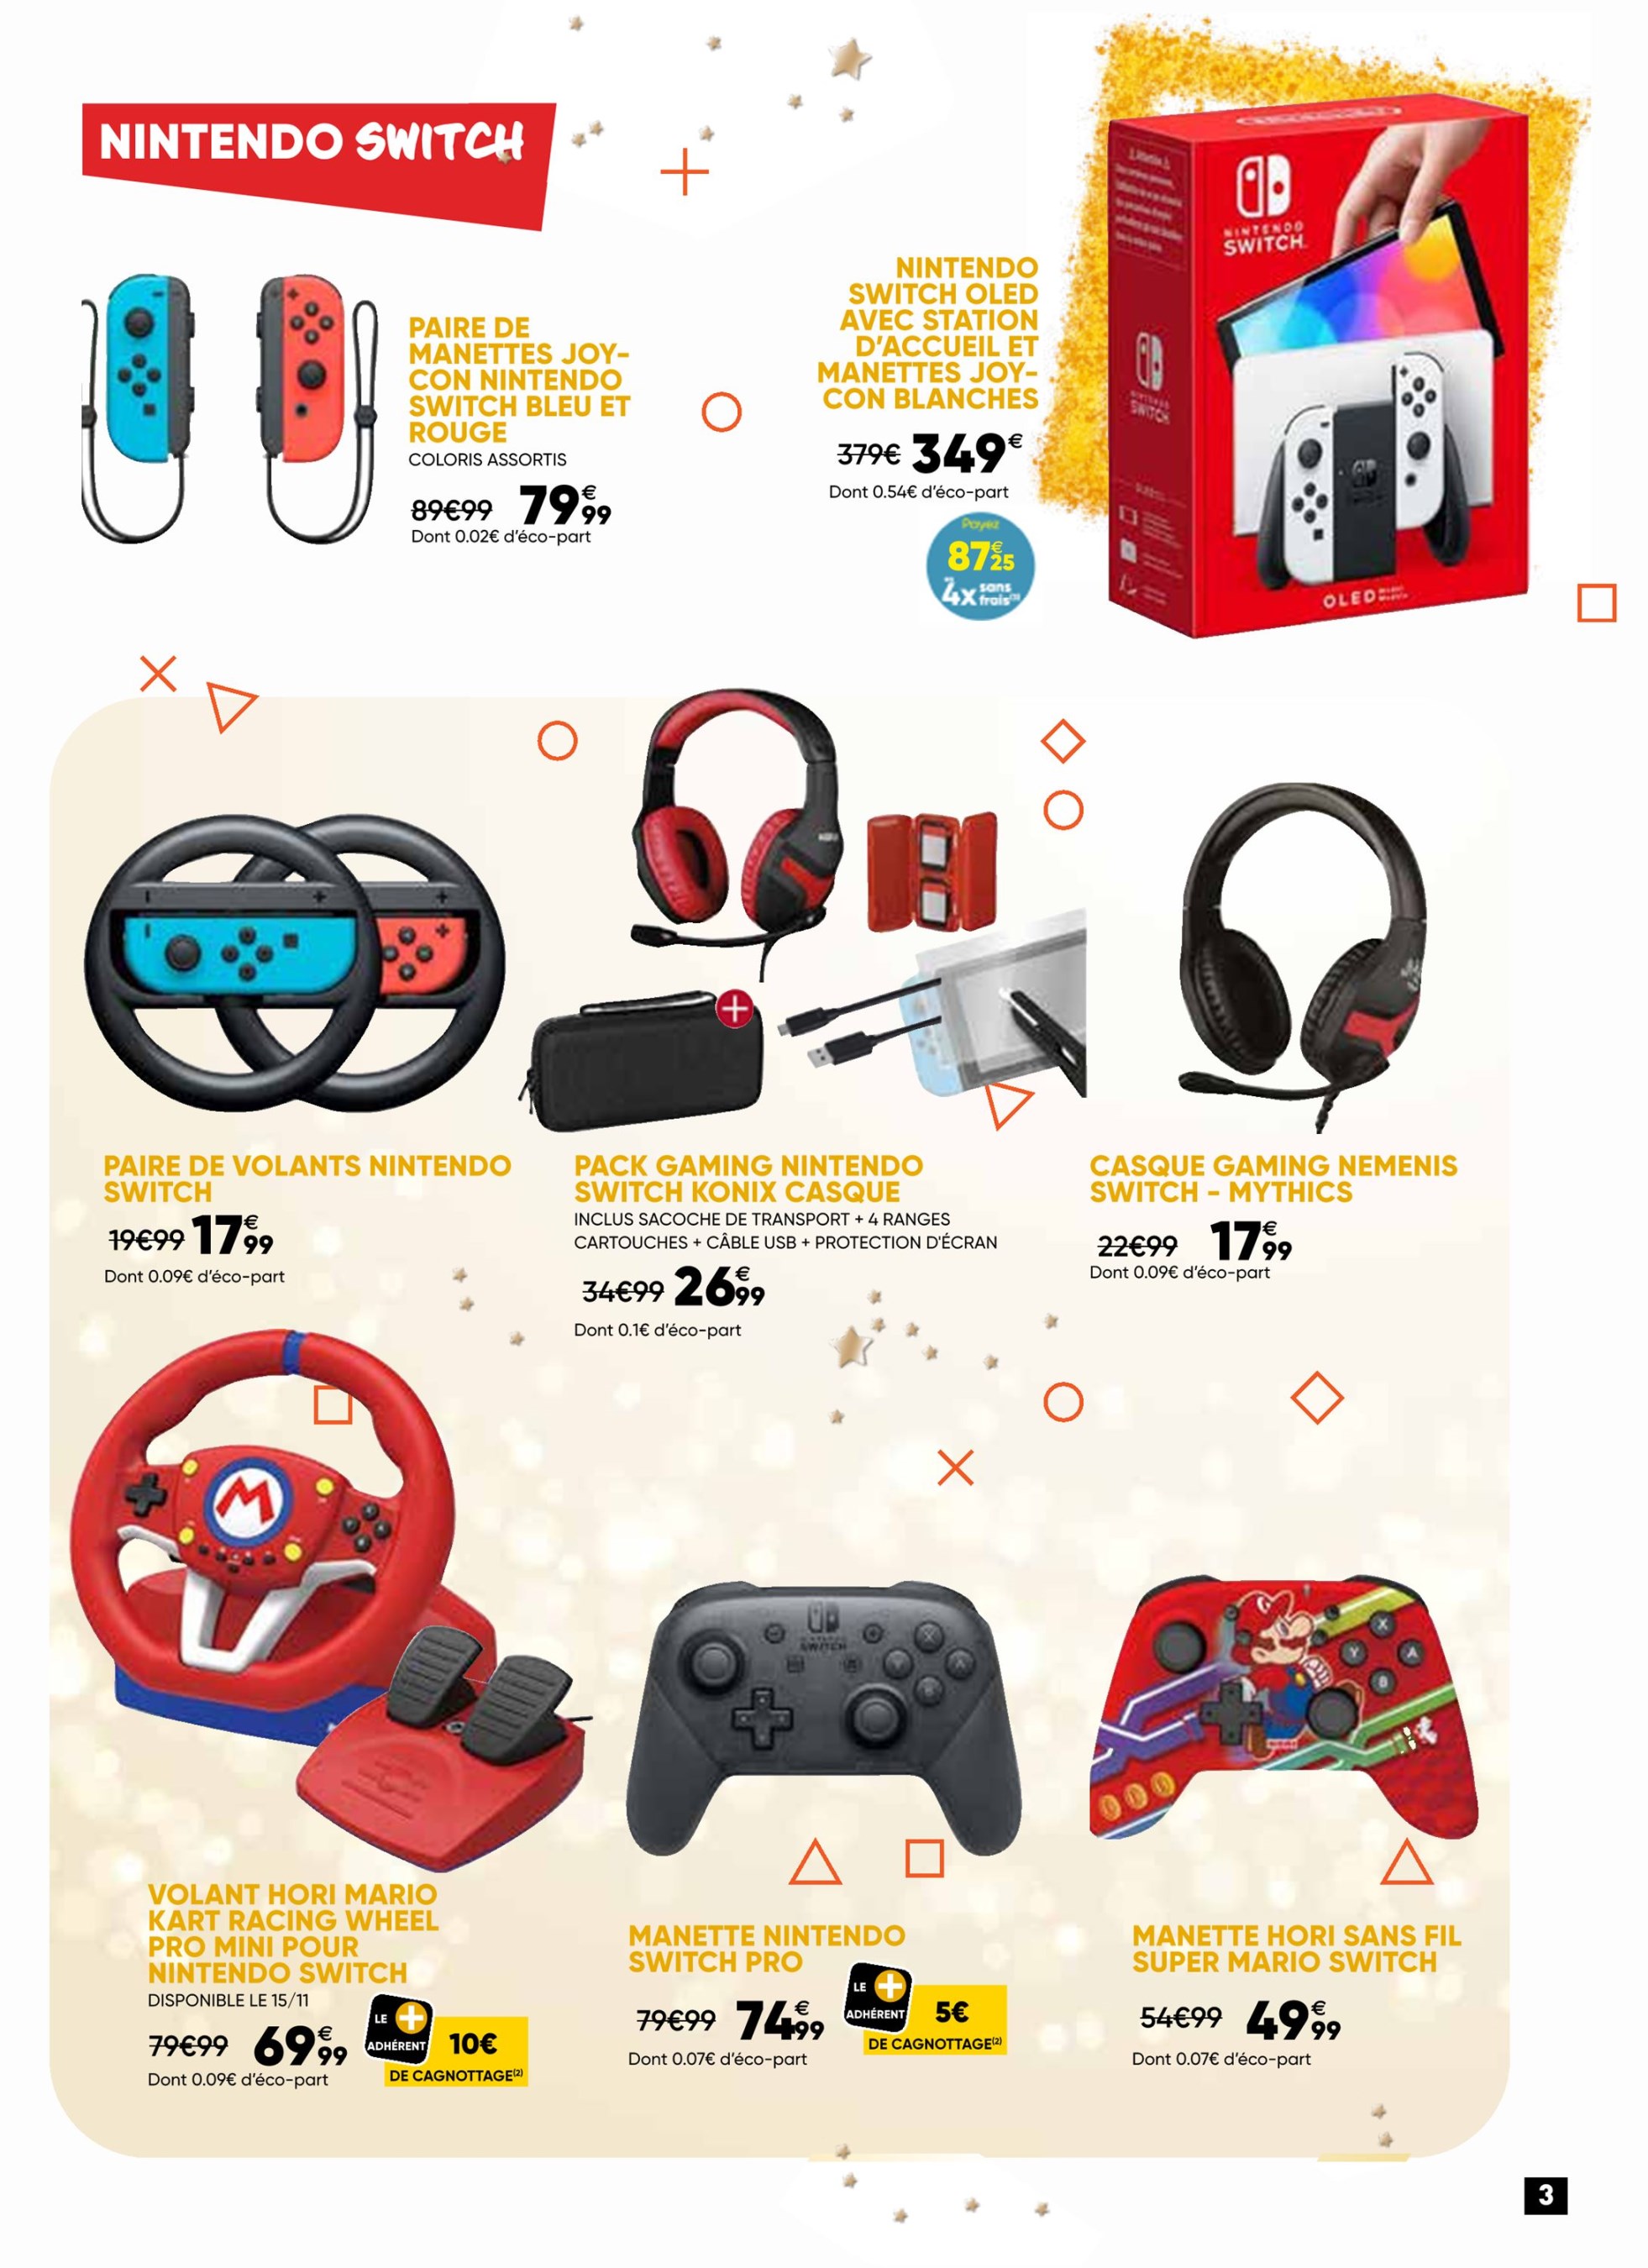 NINTENDO SWITCH
PAIRE DE
MANETTES JOY-
CON NINTENDO
SWITCH BLEU ET
ROUGE
COLORIS ASSORTIS
89€99 79€99
Dont 0.02€ d'éco-part
NINTENDO
SWITCH OLED
AVEC STATION
D'ACCUEIL ET
MANETTES JOY-
CON BLANCHES
379€ 349€
Dont 0.54€ d'éco-part
Payez
87€25
en 4x sans frais
NINTENDO
SWITCH
NINTENDO
SWITCH
OLED
PAIRE DE VOLANTS NINTENDO
SWITCH
19€99 17€99
Dont 0.09€ d'éco-part
PACK GAMING NINTENDO
SWITCH KONIX CASQUE
INCLUS SACOCHE DE TRANSPORT + 4 RANGES
CARTOUCHES + CÂBLE USB + PROTECTION D'ÉCRAN
34€99 26€99
Dont 0.1€ d'éco-part
CASQUE GAMING NEMENIS
SWITCH - MYTHICS
22€99 17€99
Dont 0.09€ d'éco-part
M
NINTENDO
SWITCH
X
Y
A
B
X
Y
A
B
VOLANT HORI MARIO
KART RACING WHEEL
PRO MINI POUR
NINTENDO SWITCH
DISPONIBLE LE 15/11
79€99 69€99
Dont 0.09€ d'éco-part
LE +
ADHÉRENT
10€
DE CAGNOTTAGE(2)
MANETTE NINTENDO
SWITCH PRO
79€99 74€99
Dont 0.07€ d'éco-part
LE +
ADHÉRENT
5€
DE CAGNOTTAGE(2)
MANETTE HORI SANS FIL
SUPER MARIO SWITCH
54€99 49€99
Dont 0.07€ d'éco-part
3